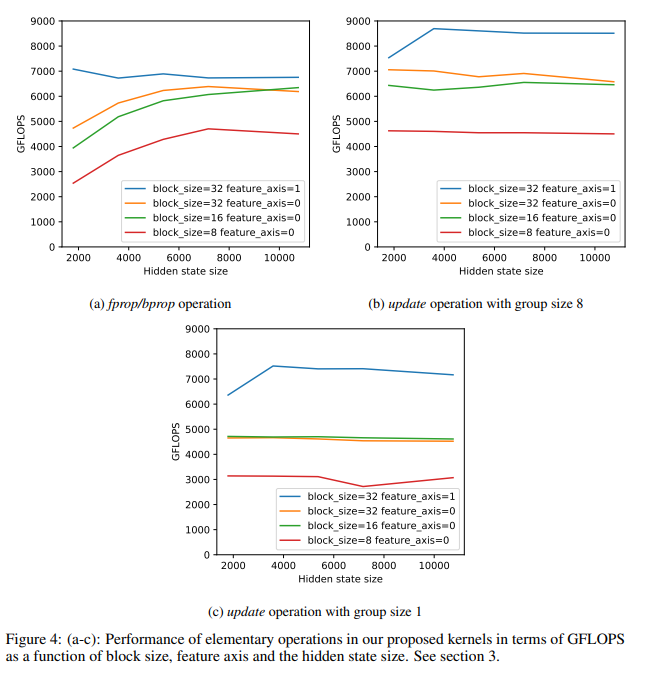 9000
8000
7000
6000
5000
4000
3000
2000
1000
0
GFLOPS
block_size=32 feature_axis=1
block_size=32 feature_axis=0
block_size=16 feature_axis=0
block_size=8 feature_axis=0
2000 4000 6000 8000 10000
Hidden state size
(a) fprop/bprop operation
9000
8000
7000
6000
5000
4000
3000
2000
1000
0
GFLOPS
block_size=32 feature_axis=1
block_size=32 feature_axis=0
block_size=16 feature_axis=0
block_size=8 feature_axis=0
2000 4000 6000 8000 10000
Hidden state size
(b) update operation with group size 8
9000
8000
7000
6000
5000
4000
3000
2000
1000
0
GFLOPS
block_size=32 feature_axis=1
block_size=32 feature_axis=0
block_size=16 feature_axis=0
block_size=8 feature_axis=0
2000 4000 6000 8000 10000
Hidden state size
(c) update operation with group size 1
Figure 4: (a-c): Performance of elementary operations in our proposed kernels in terms of GFLOPS
as a function of block size, feature axis and the hidden state size. See section 3.